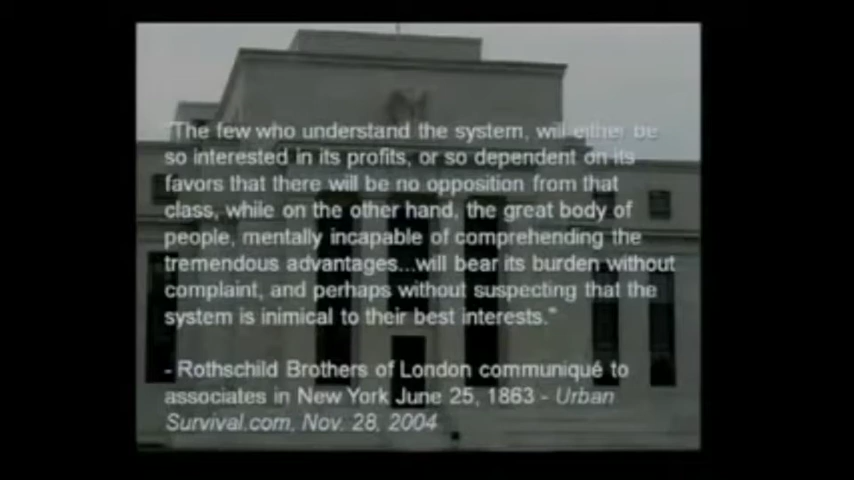 "The few who understand the system, will either be
so interested in its profits, or so dependent on its
favors that there will be no opposition from that
class, while on the other hand, the great body of
people, mentally incapable of comprehending the
tremendous advantages...will bear its burden without
complaint, and perhaps without suspecting that the
system is inimical to their best interests."
- Rothschild Brothers of London communiqué to
associates in New York June 25, 1863 - Urban
Survival.com, Nov. 28, 2004